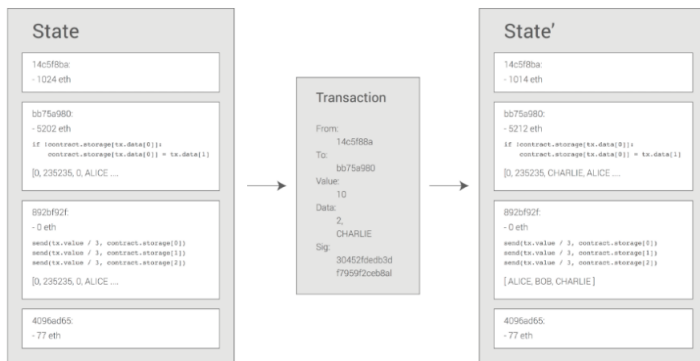 State
14c5f8ba:
- 1024 eth
bb75a980:
- 5202 eth
if !contract.storage[tx.data[0]]:
contract.storage[tx.data[0]] = tx.data[1]
[0, 235235, 0, ALICE ....
892bf92f:
- 0 eth
send(tx.value / 3, contract.storage[0])
send(tx.value / 3, contract.storage[1])
send(tx.value / 3, contract.storage[2])
[0, 235235, 0, ALICE ....
4096ad65:
- 77 eth
Transaction
From:
14c5f88a
To:
bb75a980
Value:
10
Data:
2,
CHARLIE
Sig:
30452fdedb3d
f7959f2ceb8a1
State’
14c5f8ba:
- 1014 eth
bb75a980:
- 5212 eth
if !contract.storage[tx.data[0]]:
contract.storage[tx.data[0]] = tx.data[1]
[0, 235235, CHARLIE, ALICE ....
892bf92f:
- 0 eth
send(tx.value / 3, contract.storage[0])
send(tx.value / 3, contract.storage[1])
send(tx.value / 3, contract.storage[2])
[ ALICE, BOB, CHARLIE ]
4096ad65:
- 77 eth